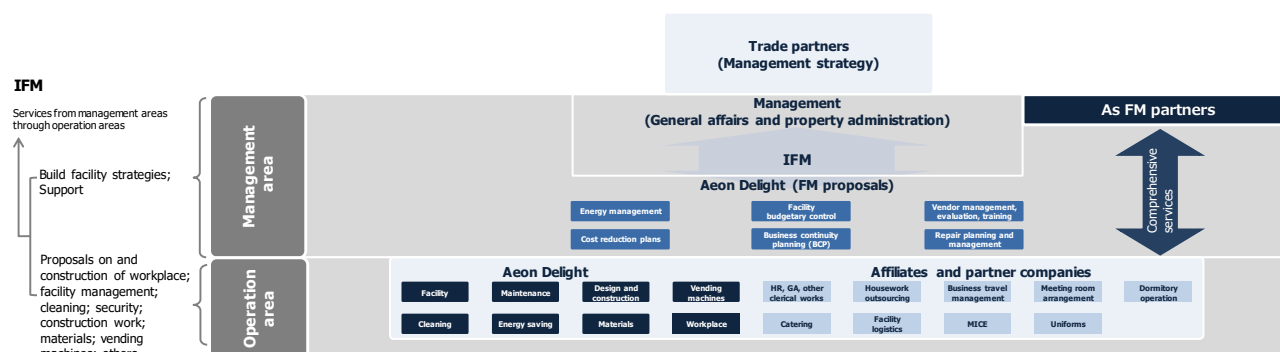 Trade partners
(Management strategy)
IFM
Services from management areas
through operation areas
Management
(General affairs and property administration)
As FM partners
IFM
Management
area
Build facility strategies;
Support
Aeon Delight (FM proposals)
Comprehensive
services
Energy management
Facility
budgetary control
Vendor management,
evaluation, training
Cost reduction plans
Business continuity
planning (BCP)
Repair planning and
management
Proposals on and
construction of workplace;
facility management;
cleaning; security;
construction work;
materials; vending
machines; others
Operation
area
Aeon Delight
Affiliates and partner companies
Facility
Maintenance
Design and
construction
Vending
machines
HR, GA, other
clerical works
Housework
outsourcing
Business travel
management
Meeting room
arrangement
Dormitory
operation
Cleaning
Energy saving
Materials
Workplace
Catering
Facility
logistics
MICE
Uniforms